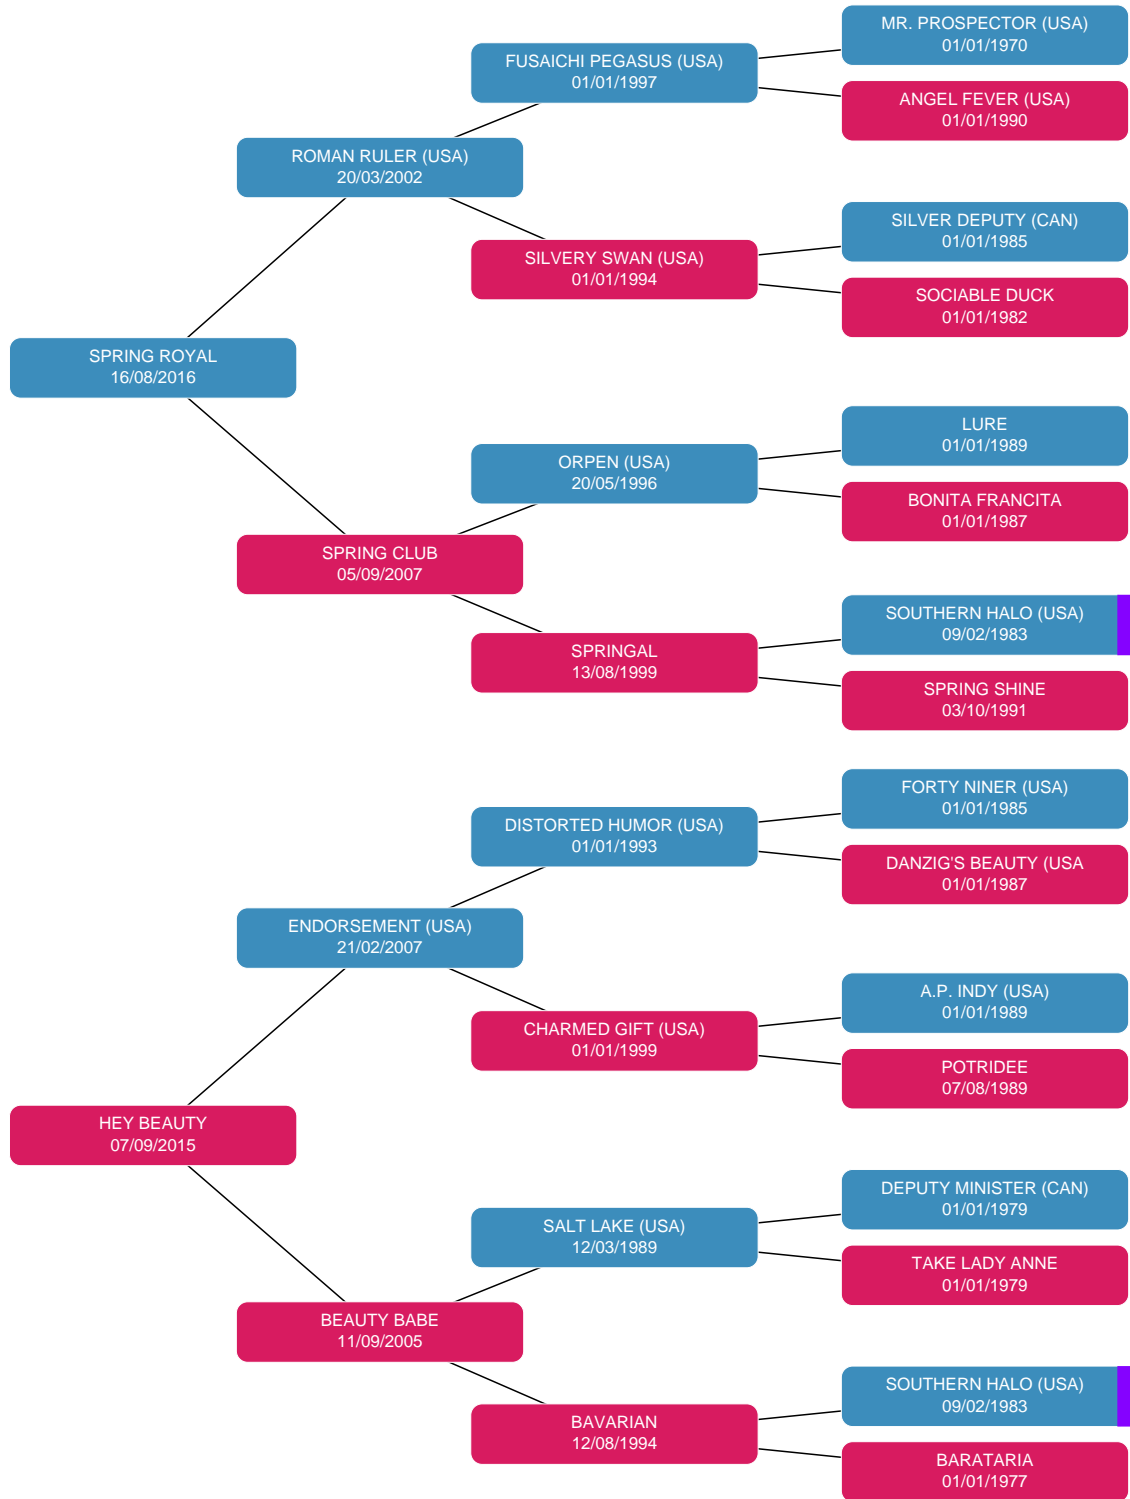 MR. PROSPECTOR (USA)
01/01/1970
FUSAICHI PEGASUS (USA)
01/01/1997
ANGEL FEVER (USA)
01/01/1990
ROMAN RULER (USA)
20/03/2002
SILVER DEPUTY (CAN)
01/01/1985
SILVERY SWAN (USA)
01/01/1994
SOCIABLE DUCK
01/01/1982
SPRING ROYAL
16/08/2016
LURE
01/01/1989
ORPEN (USA)
20/05/1996
BONITA FRANCITA
01/01/1987
SPRING CLUB
05/09/2007
SOUTHERN HALO (USA)
09/02/1983
SPRINGAL
13/08/1999
SPRING SHINE
03/10/1991
FORTY NINER (USA)
01/01/1985
DISTORTED HUMOR (USA)
01/01/1993
DANZIG'S BEAUTY (USA
01/01/1987
ENDORSEMENT (USA)
21/02/2007
A.P. INDY (USA)
01/01/1989
CHARMED GIFT (USA)
01/01/1999
POTRIDEE
07/08/1989
HEY BEAUTY
07/09/2015
DEPUTY MINISTER (CAN)
01/01/1979
SALT LAKE (USA)
12/03/1989
TAKE LADY ANNE
01/01/1979
BEAUTY BABE
11/09/2005
SOUTHERN HALO (USA)
09/02/1983
BAVARIAN
12/08/1994
BARATARIA
01/01/1977